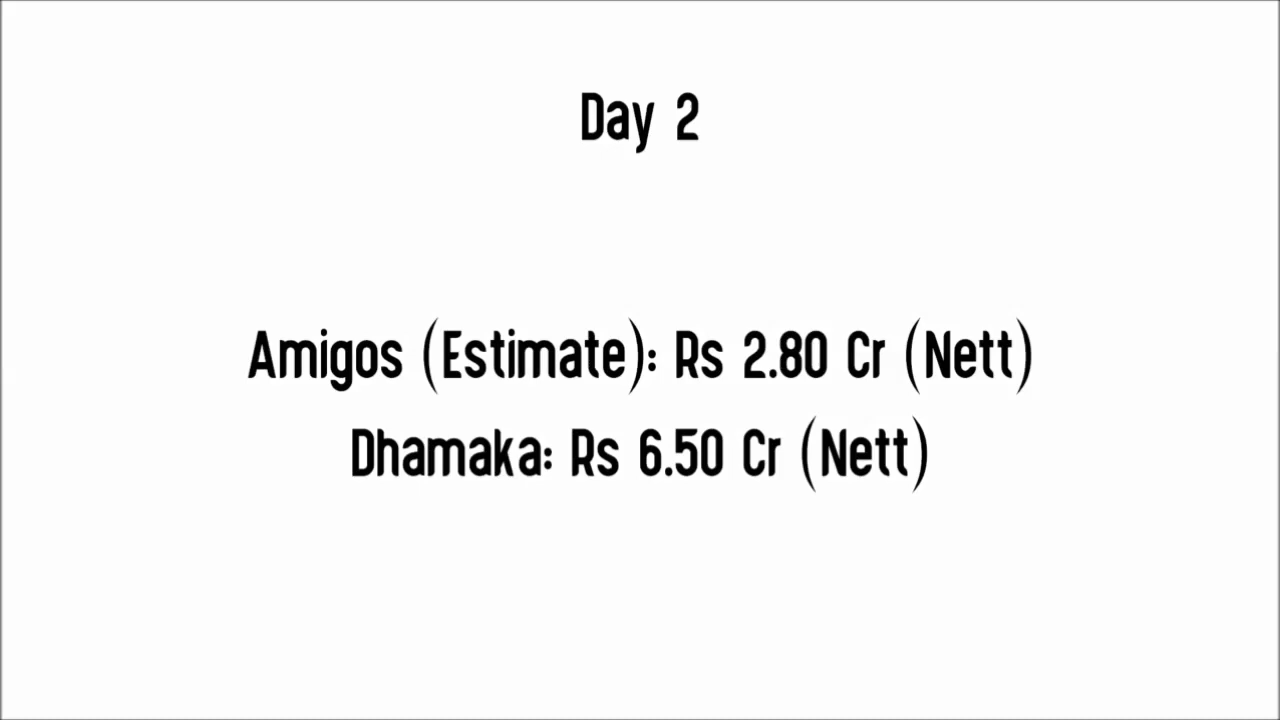 Day 2
Amigos (Estimate): Rs 2.80 Cr (Nett)
Dhamaka: Rs 6.50 Cr (Nett)